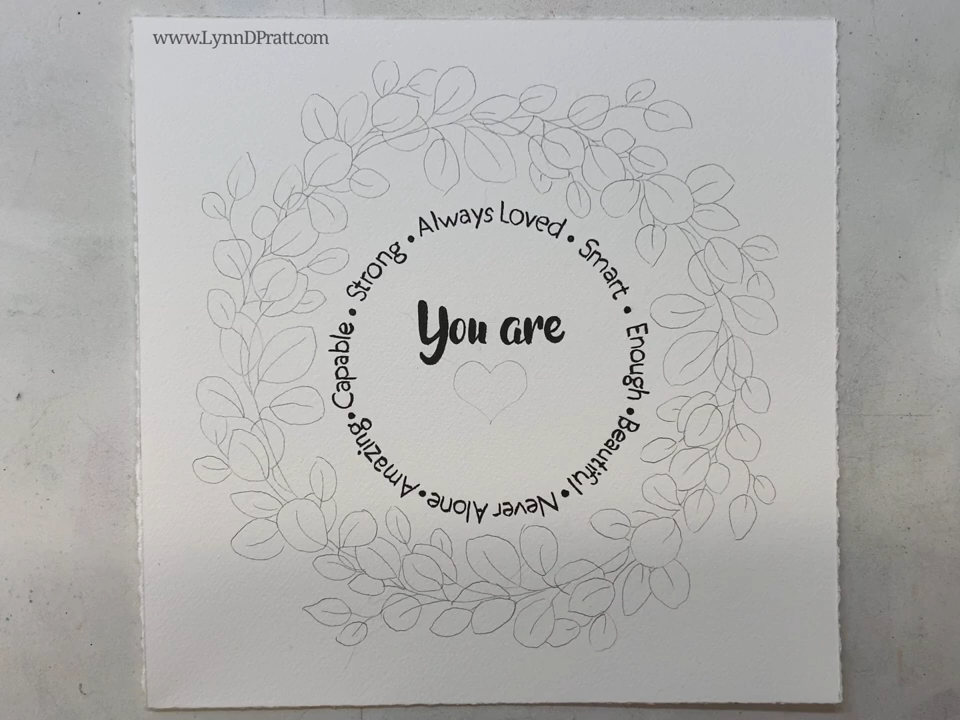 www.LynnDPratt.com
Always Loved • Smart • Enough • Beautiful • Never Alone • Amazing • Capable • Strong •
You are